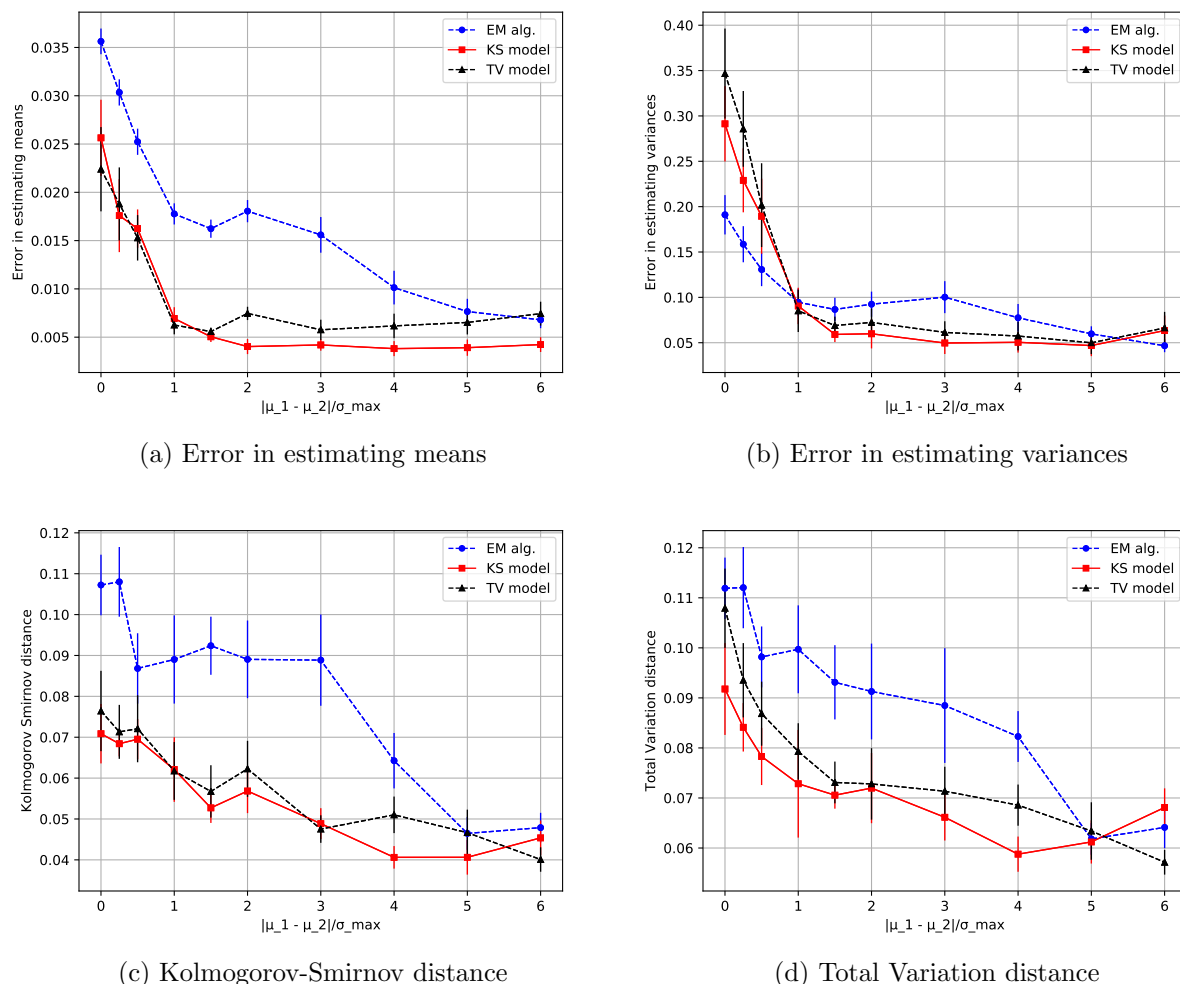 EM alg.
KS model
TV model
0.035
0.030
0.025
0.020
0.015
0.010
0.005
Error in estimating means
0 1 2 3 4 5 6
|μ_1 - μ_2|/σ_max
(a) Error in estimating means
EM alg.
KS model
TV model
0.40
0.35
0.30
0.25
0.20
0.15
0.10
0.05
Error in estimating variances
0 1 2 3 4 5 6
|μ_1 - μ_2|/σ_max
(b) Error in estimating variances
EM alg.
KS model
TV model
0.12
0.11
0.10
0.09
0.08
0.07
0.06
0.05
0.04
Kolmogorov Smirnov distance
0 1 2 3 4 5 6
|μ_1 - μ_2|/σ_max
(c) Kolmogorov-Smirnov distance
EM alg.
KS model
TV model
0.12
0.11
0.10
0.09
0.08
0.07
0.06
Total Variation distance
0 1 2 3 4 5 6
|μ_1 - μ_2|/σ_max
(d) Total Variation distance